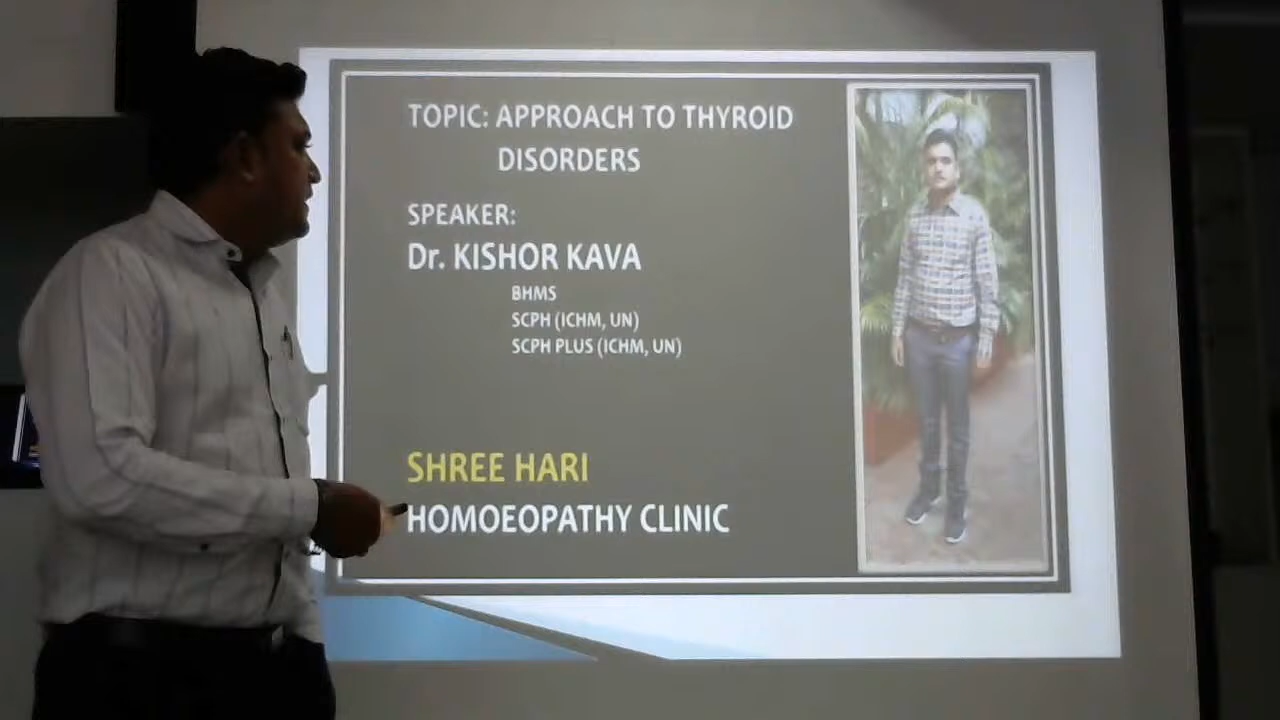 TOPIC: APPROACH TO THYROID
DISORDERS
SPEAKER:
Dr. KISHOR KAVA
BHMS
SCPH (ICHM, UN)
SCPH PLUS (ICHM, UN)
SHREE HARI
HOMOEOPATHY CLINIC